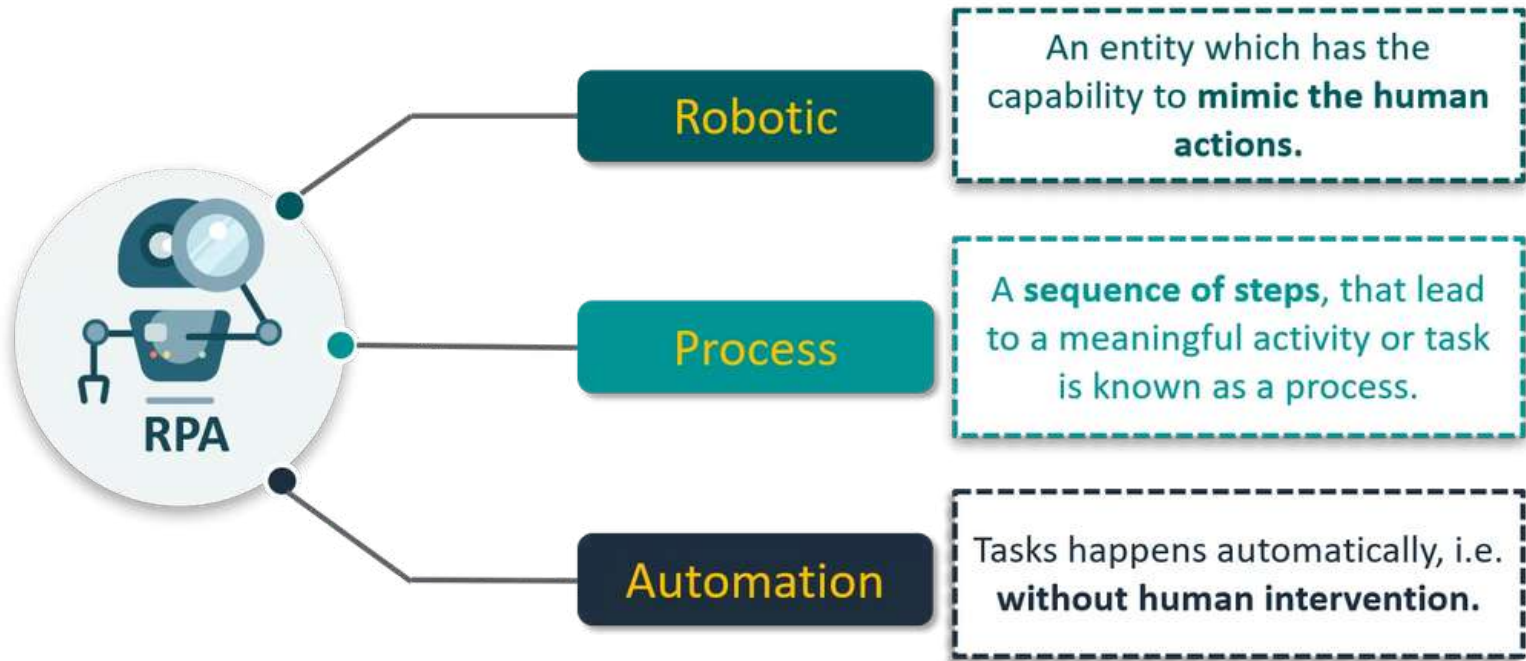 RPA
Robotic
An entity which has the
capability to mimic the human
actions.
Process
A sequence of steps, that lead
to a meaningful activity or task
is known as a process.
Automation
Tasks happens automatically, i.e.
without human intervention.